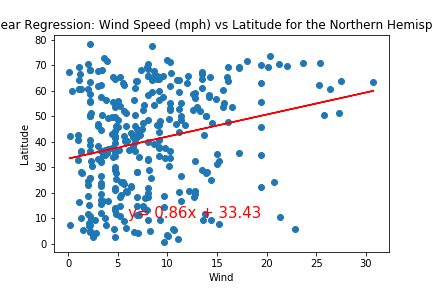 ear Regression: Wind Speed (mph) vs Latitude for the Northern Hemisp
80
70
60
50
40
30
20
10
0
Latitude
y= 0.86x + 33.43
0 5 10 15 20 25 30
Wind